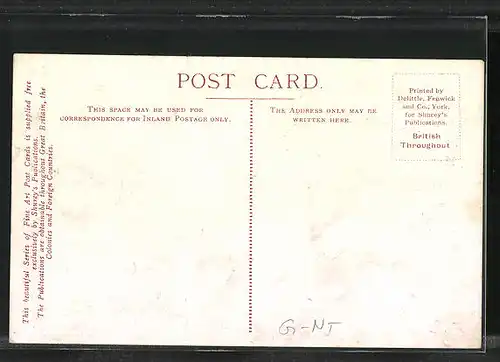 POST CARD.
THIS SPACE MAY BE USED FOR
CORRESPONDENCE FOR INLAND POSTAGE ONLY.
THE ADDRESS ONLY MAY BE
WRITTEN HERE.
Printed by
Delittle, Fenwick
and Co., York,
for Shurey's
Publications.
British
Throughout
This beautiful Series of Fine Art Post Cards is supplied free
exclusively by Shurey's Publications.
The Publications are obtainable throughout Great Britain, the
Colonies and Foreign Countries.
G-NT